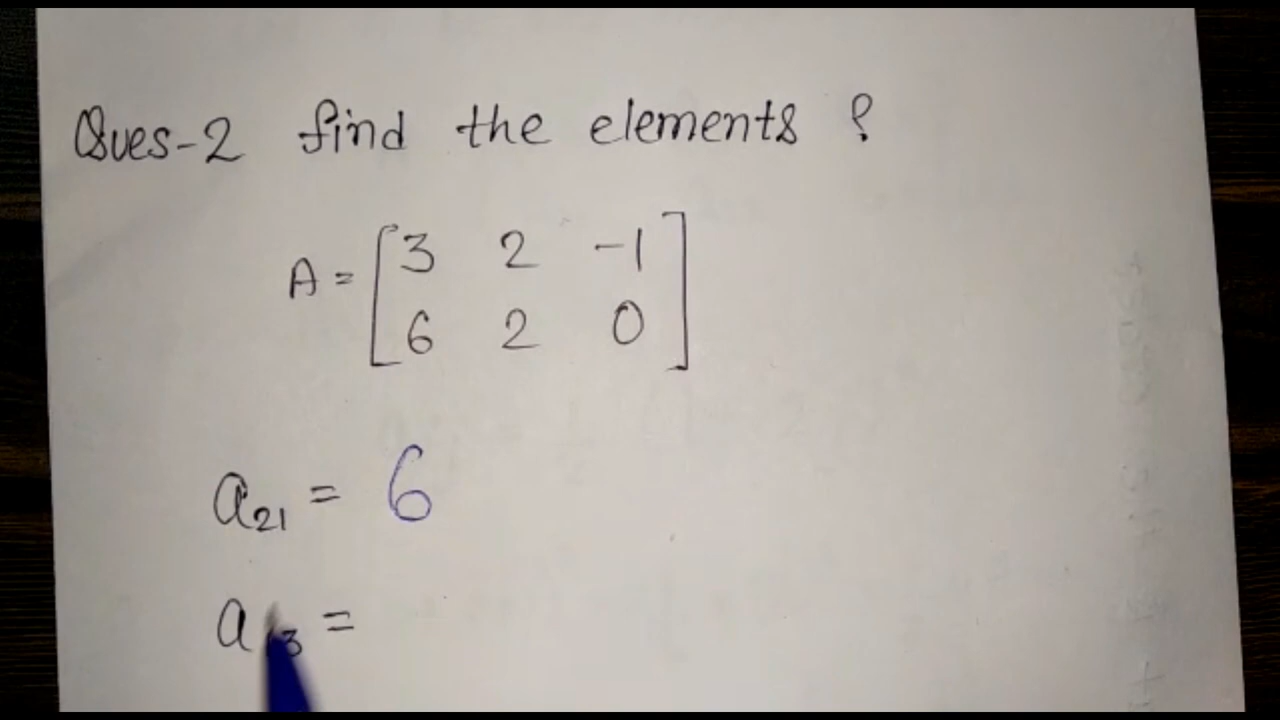 Ques-2 find the elements ?
A = [3 2 -1
6 2 0]
a21 = 6
a 3 =